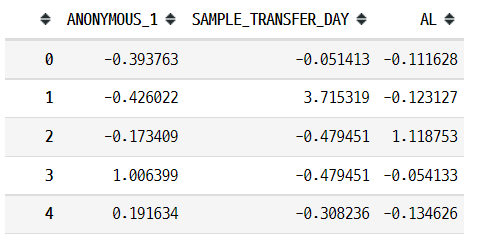 ANONYMOUS_1 SAMPLE_TRANSFER_DAY AL
0 -0.393763 -0.051413 -0.111628
1 -0.426022 3.715319 -0.123127
2 -0.173409 -0.479451 1.118753
3 1.006399 -0.479451 -0.054133
4 0.191634 -0.308236 -0.134626